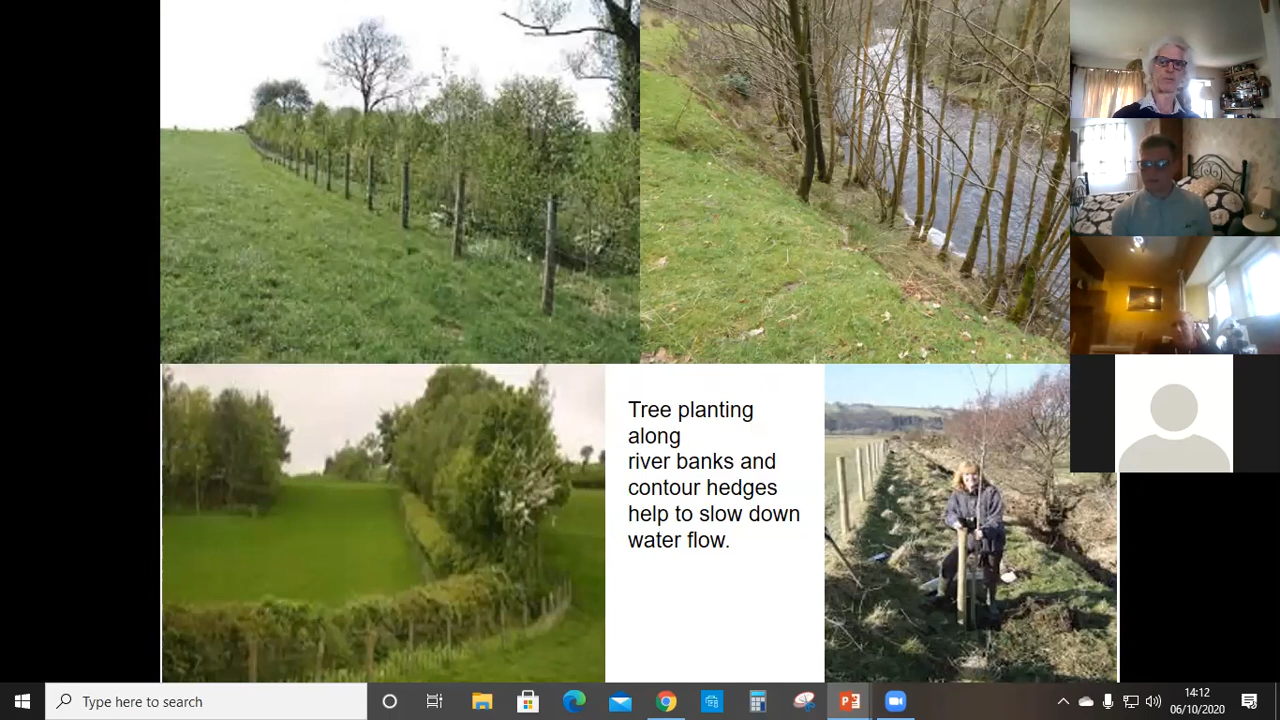 Tree planting
along
river banks and
contour hedges
help to slow down
water flow.
Type here to search
14:12
06/10/2020